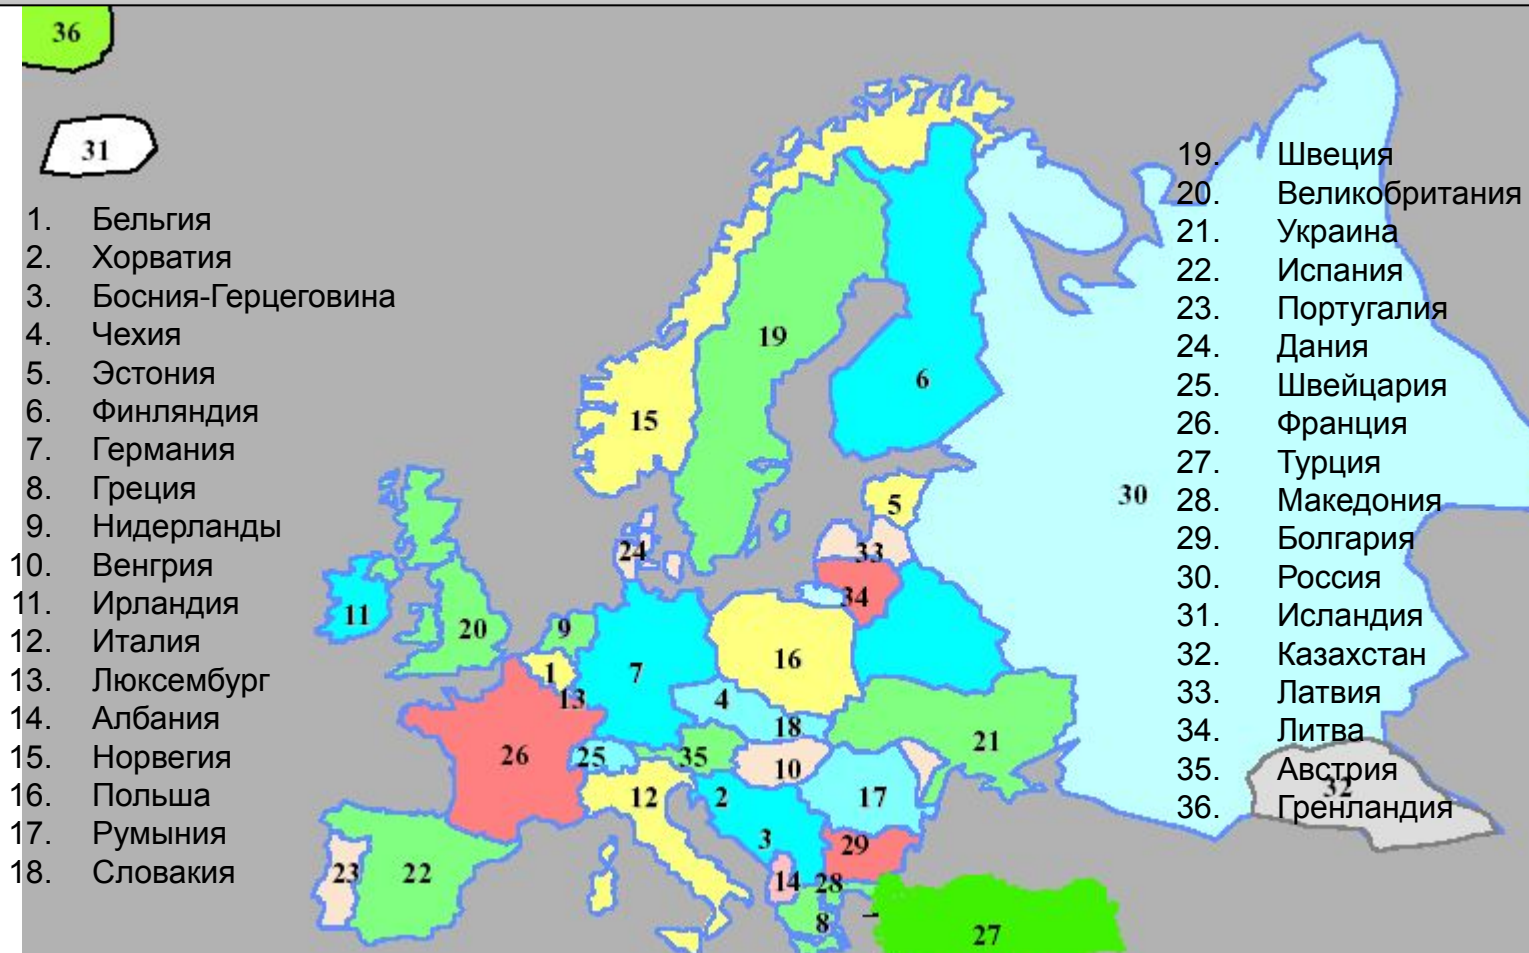 36
31
1. Бельгия
2. Хорватия
3. Босния-Герцеговина
4. Чехия
5. Эстония
6. Финляндия
7. Германия
8. Греция
9. Нидерланды
10. Венгрия
11. Ирландия
12. Италия
13. Люксембург
14. Албания
15. Норвегия
16. Польша
17. Румыния
18. Словакия
19. Швеция
20. Великобритания
21. Украина
22. Испания
23. Португалия
24. Дания
25. Швейцария
26. Франция
27. Турция
28. Македония
29. Болгария
30. Россия
31. Исландия
32. Казахстан
33. Латвия
34. Литва
35. Австрия
36. Гренландия
19
6
15
30
5
24
33
34
11
20
9
16
1
7
13
4
18
26
25
35
21
10
32
12
2
17
3
29
23
22
14
28
8
27